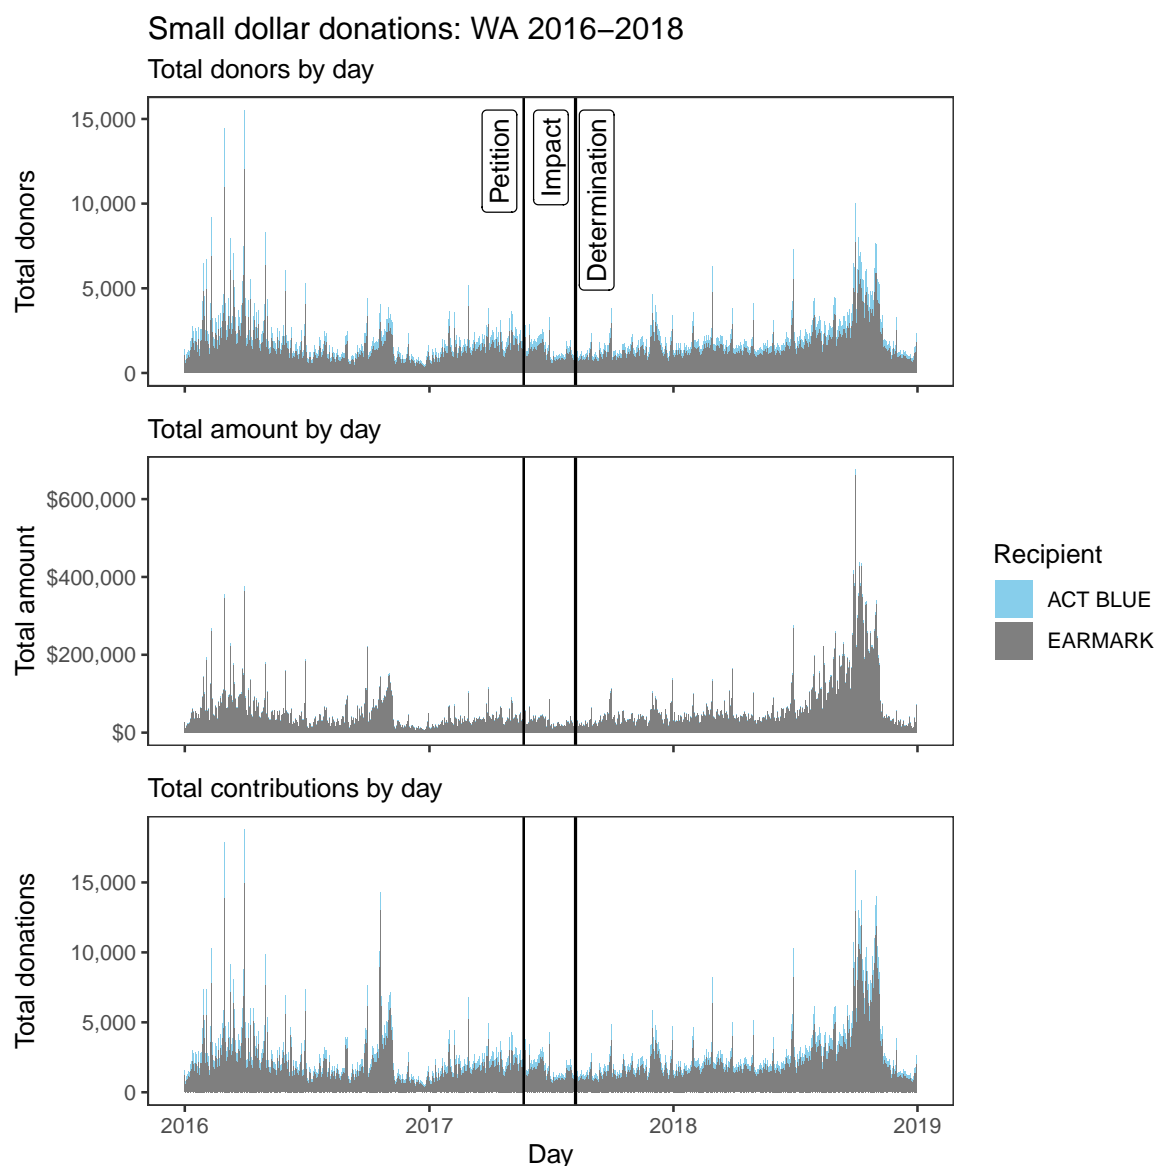 Small dollar donations: WA 2016–2018
Total donors by day
Total donors
15,000
10,000
5,000
0
Petition
Impact
Determination
Total amount by day
Total amount
$600,000
$400,000
$200,000
$0
Recipient
ACT BLUE
EARMARK
Total contributions by day
Total donations
15,000
10,000
5,000
0
2016
2017
2018
2019
Day